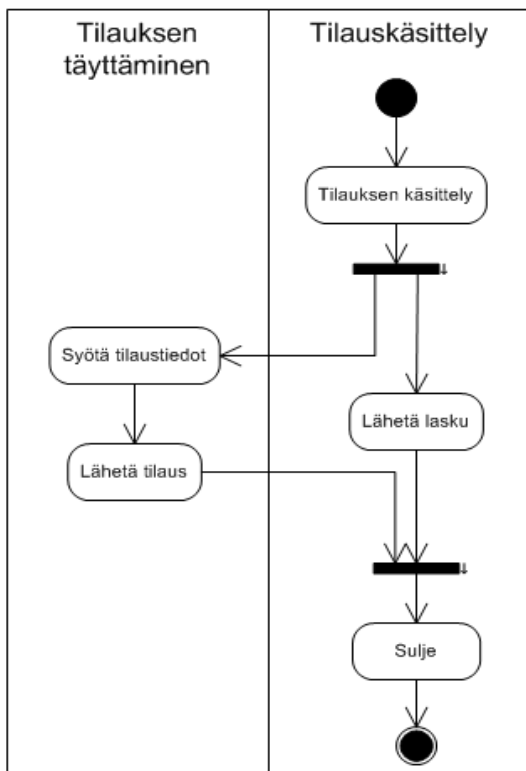 Tilauksen
täyttäminen
Tilauskäsittely
Tilauksen käsittely
Syötä tilaustiedot
Lähetä lasku
Lähetä tilaus
Sulje